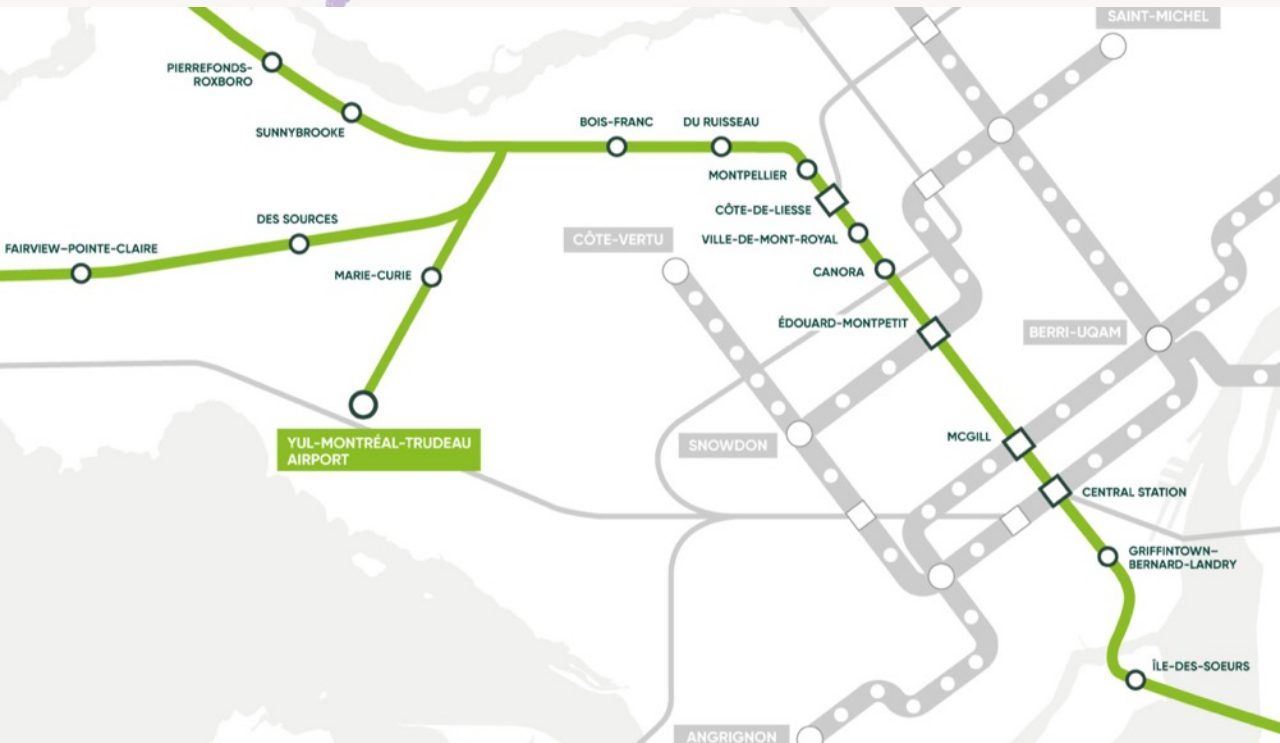 SAINT-MICHEL
PIERREFONDS-
ROXBORO
SUNNYBROOKE
BOIS-FRANC
DU RUISSEAU
MONTPELLIER
CÔTE-DE-LIESSE
DES SOURCES
CÔTE-VERTU
VILLE-DE-MONT-ROYAL
FAIRVIEW-POINTE-CLAIRE
MARIE-CURIE
CANORA
ÉDOUARD-MONTPETIT
BERRI-UQAM
YUL-MONTRÉAL-TRUDEAU
AIRPORT
SNOWDON
MCGILL
CENTRAL STATION
GRIFFINTOWN–
BERNARD-LANDRY
ÎLE-DES-SOEURS
ANGRIGNON